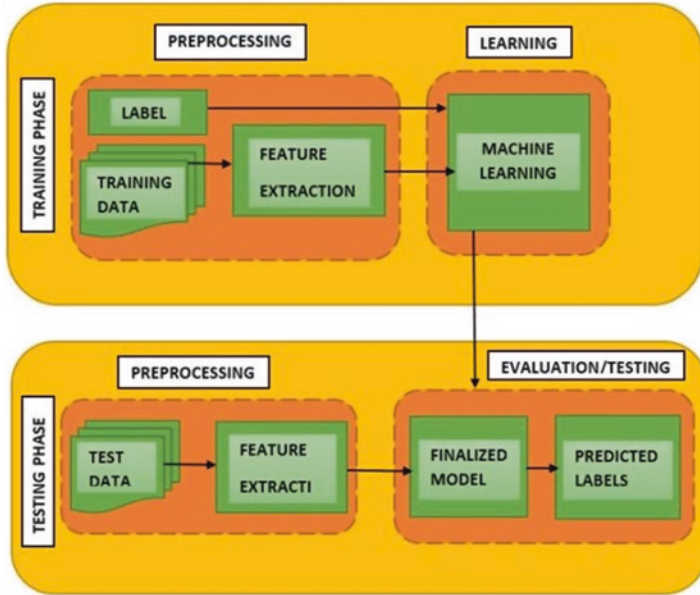 PREPROCESSING
LEARNING
TRAINING PHASE
LABEL
TRAINING
DATA
FEATURE
EXTRACTION
MACHINE
LEARNING
PREPROCESSING
EVALUATION/TESTING
TESTING PHASE
TEST
DATA
FEATURE
EXTRACTI
FINALIZED
MODEL
PREDICTED
LABELS